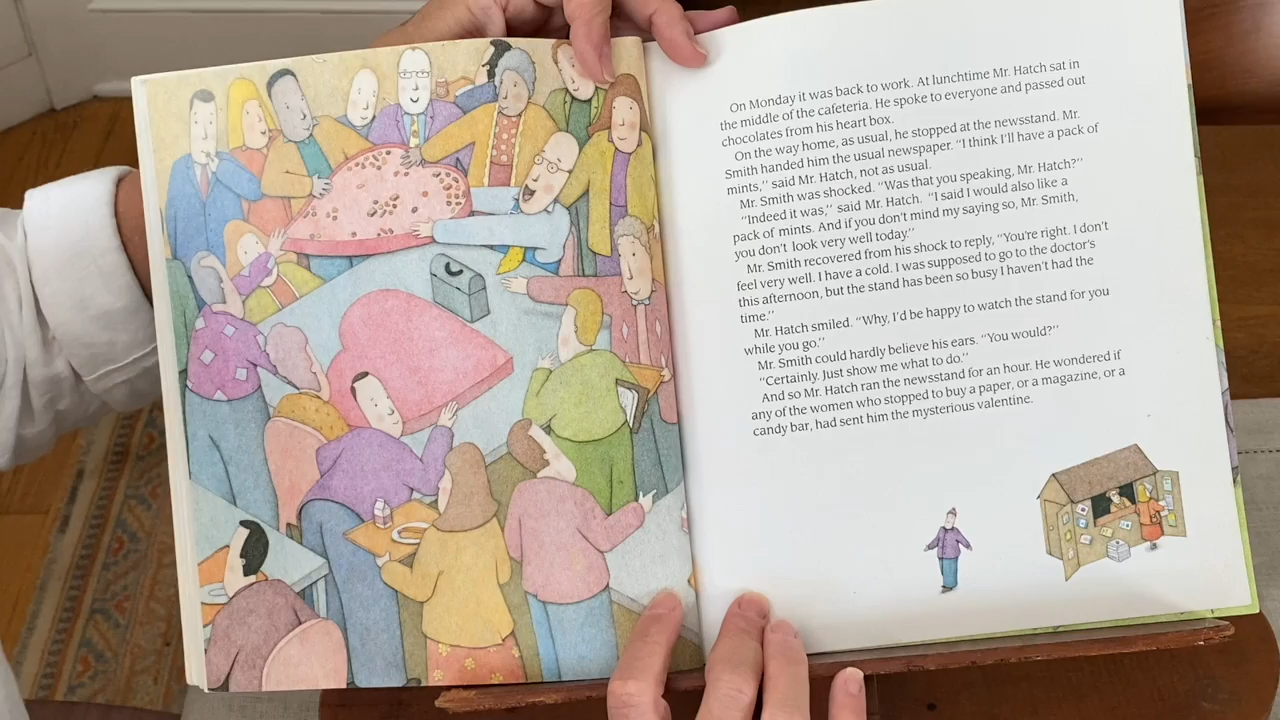 On Monday it was back to work. At lunchtime Mr. Hatch sat in
the middle of the cafeteria. He spoke to everyone and passed out
chocolates from his heart box.
On the way home, as usual, he stopped at the newsstand. Mr.
Smith handed him the usual newspaper. “I think I’ll have a pack of
mints,” said Mr. Hatch, not as usual.
Mr. Smith was shocked. “Was that you speaking, Mr. Hatch?”
“Indeed it was,” said Mr. Hatch. “I said I would also like a
pack of mints. And if you don’t mind my saying so, Mr. Smith,
you don’t look very well today.”
Mr. Smith recovered from his shock to reply, “You’re right. I don’t
feel very well. I have a cold. I was supposed to go to the doctor’s
this afternoon, but the stand has been so busy I haven’t had the
time.”
Mr. Hatch smiled. “Why, I’d be happy to watch the stand for you
while you go.”
Mr. Smith could hardly believe his ears. “You would?”
“Certainly. Just show me what to do.”
And so Mr. Hatch ran the newsstand for an hour. He wondered if
any of the women who stopped to buy a paper, or a magazine, or a
candy bar, had sent him the mysterious valentine.